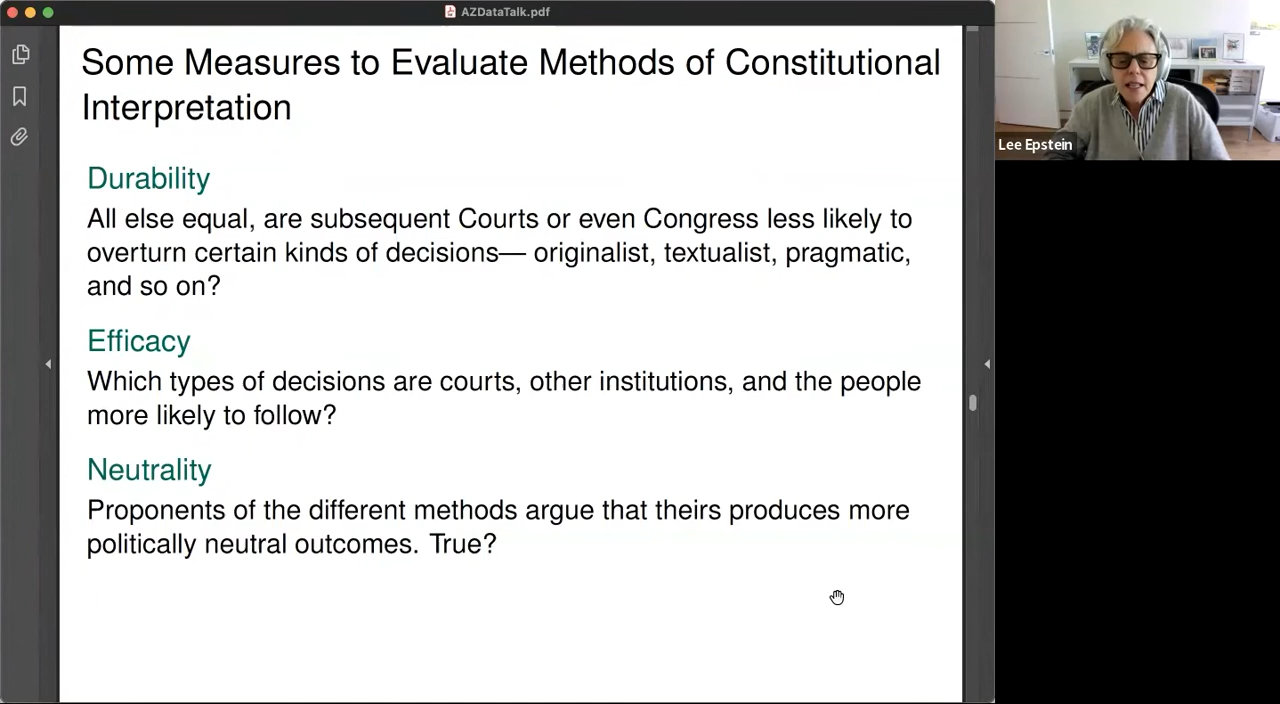 AZDataTalk.pdf
Some Measures to Evaluate Methods of Constitutional
Interpretation
Durability
All else equal, are subsequent Courts or even Congress less likely to
overturn certain kinds of decisions— originalist, textualist, pragmatic,
and so on?
Efficacy
Which types of decisions are courts, other institutions, and the people
more likely to follow?
Neutrality
Proponents of the different methods argue that theirs produces more
politically neutral outcomes. True?
Lee Epstein